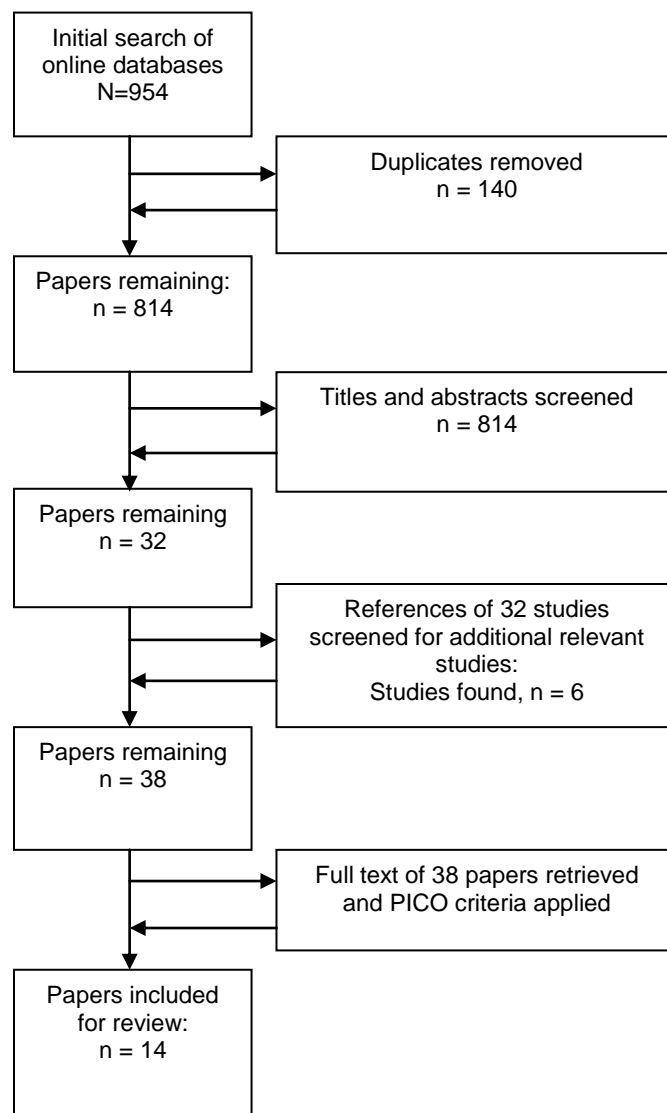 Initial search of
online databases
N=954
Duplicates removed
n = 140
Papers remaining:
n = 814
Titles and abstracts screened
n = 814
Papers remaining
n = 32
References of 32 studies
screened for additional relevant
studies:
Studies found, n = 6
Papers remaining
n = 38
Full text of 38 papers retrieved
and PICO criteria applied
Papers included
for review:
n = 14